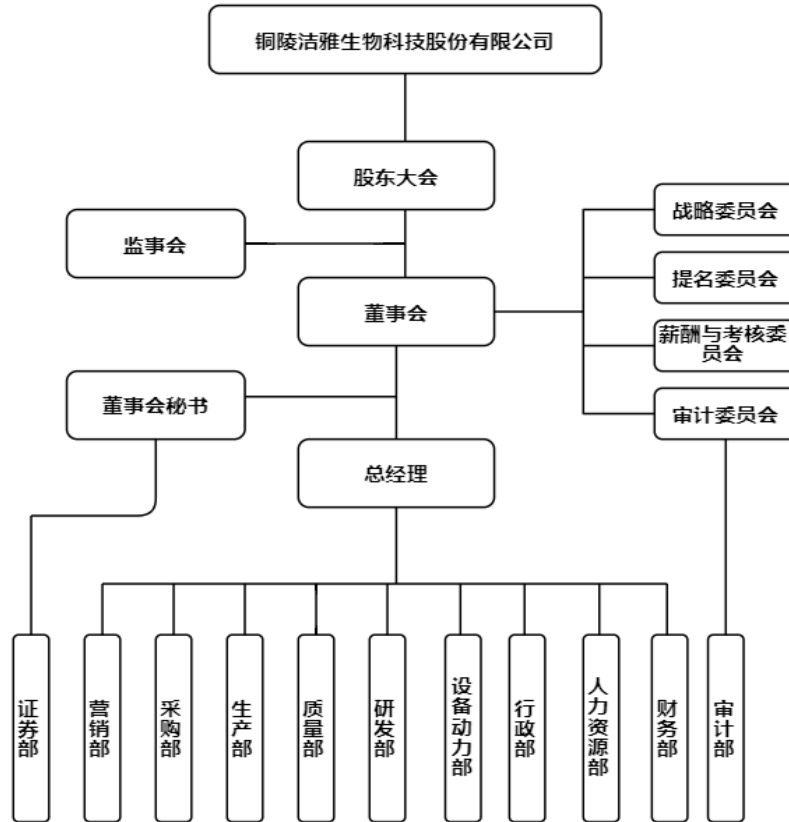 铜陵洁雅生物科技股份有限公司
股东大会
战略委员会
监事会
提名委员会
董事会
薪酬与考核委
员会
董事会秘书
审计委员会
总经理
证券部
营销部
采购部
生产部
质量部
研发部
设备动力部
行政部
人力资源部
财务部
审计部